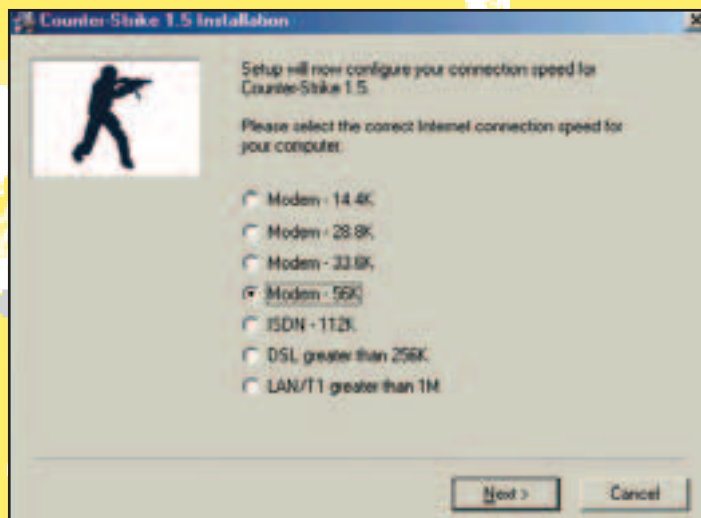 Counter-Strike 1.5 Installation
Setup will now configure your connection speed for
Counter-Strike 1.5.
Please select the correct Internet connection speed for
your computer.
Modem - 14.4K
Modem - 28.8K
Modem - 33.6K
Modem - 56K
ISDN - 112K
DSL greater than 256K
LAN/T1 greater than 1M
Next >
Cancel